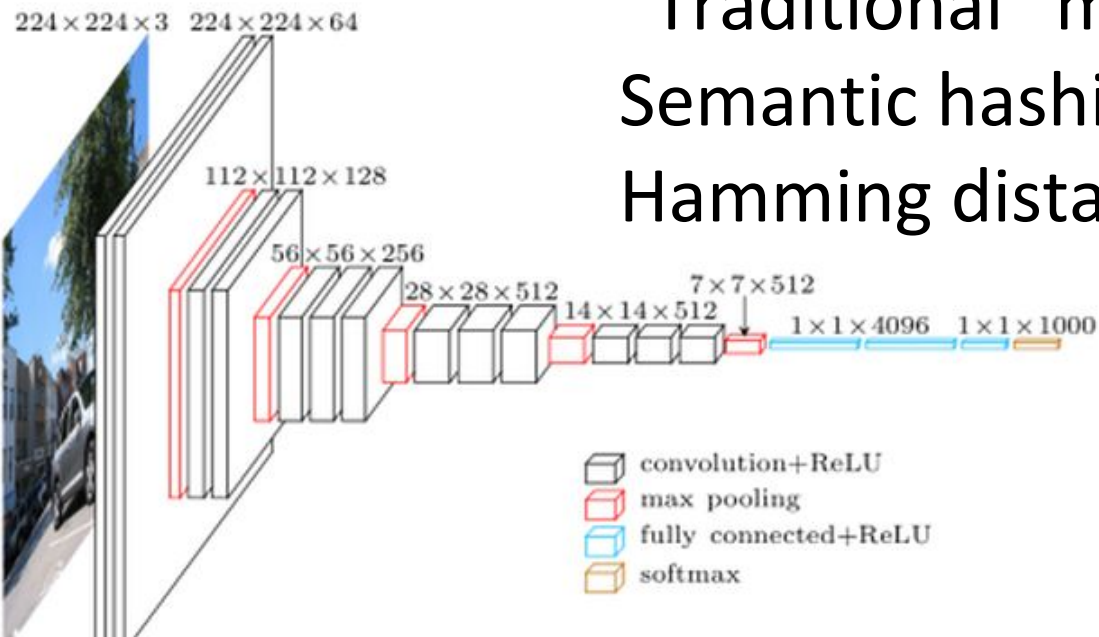 224×224×3 224×224×64
"Traditional" m
Semantic hashi
Hamming dista
112×112×128
56×56×256
28×28×512
14×14×512
7×7×512
1×1×4096 1×1×1000
convolution+ReLU
max pooling
fully connected+ReLU
softmax